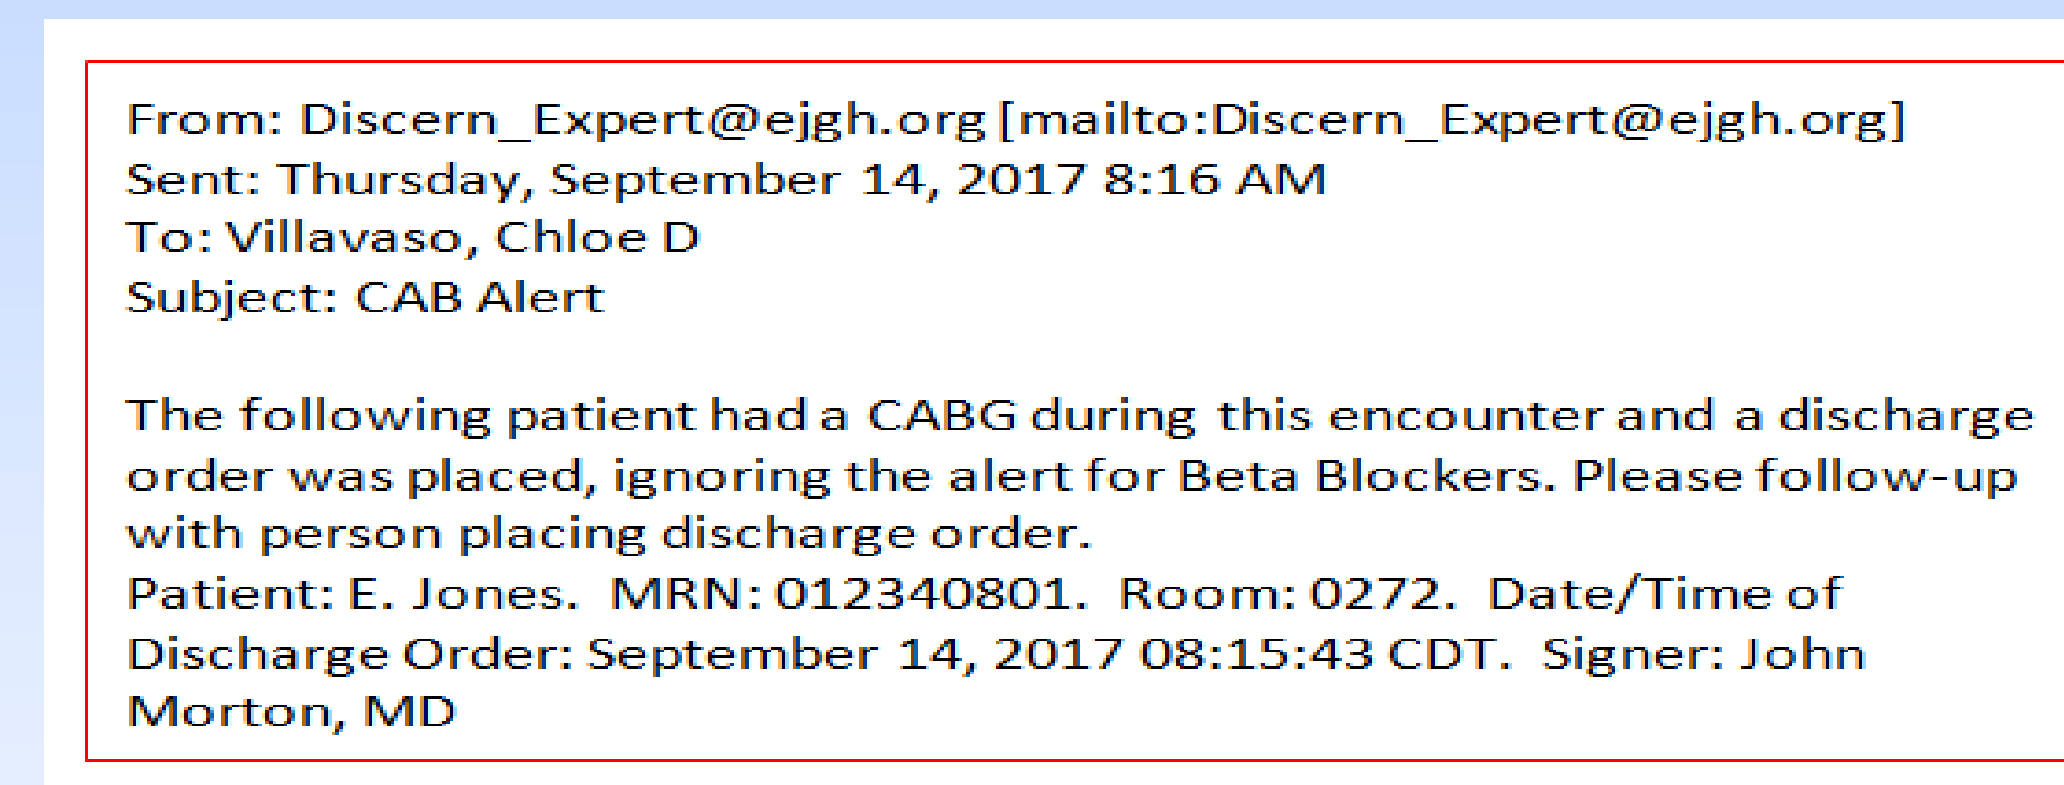 From: Discern_Expert@ejgh.org [mailto:Discern_Expert@ejgh.org]
Sent: Thursday, September 14, 2017 8:16 AM
To: Villavaso, Chloe D
Subject: CAB Alert
The following patient had a CABG during this encounter and a discharge
order was placed, ignoring the alert for Beta Blockers. Please follow-up
with person placing discharge order.
Patient: E. Jones.  MRN: 012340801.  Room: 0272.  Date/Time of
Discharge Order: September 14, 2017 08:15:43 CDT.  Signer: John
Morton, MD